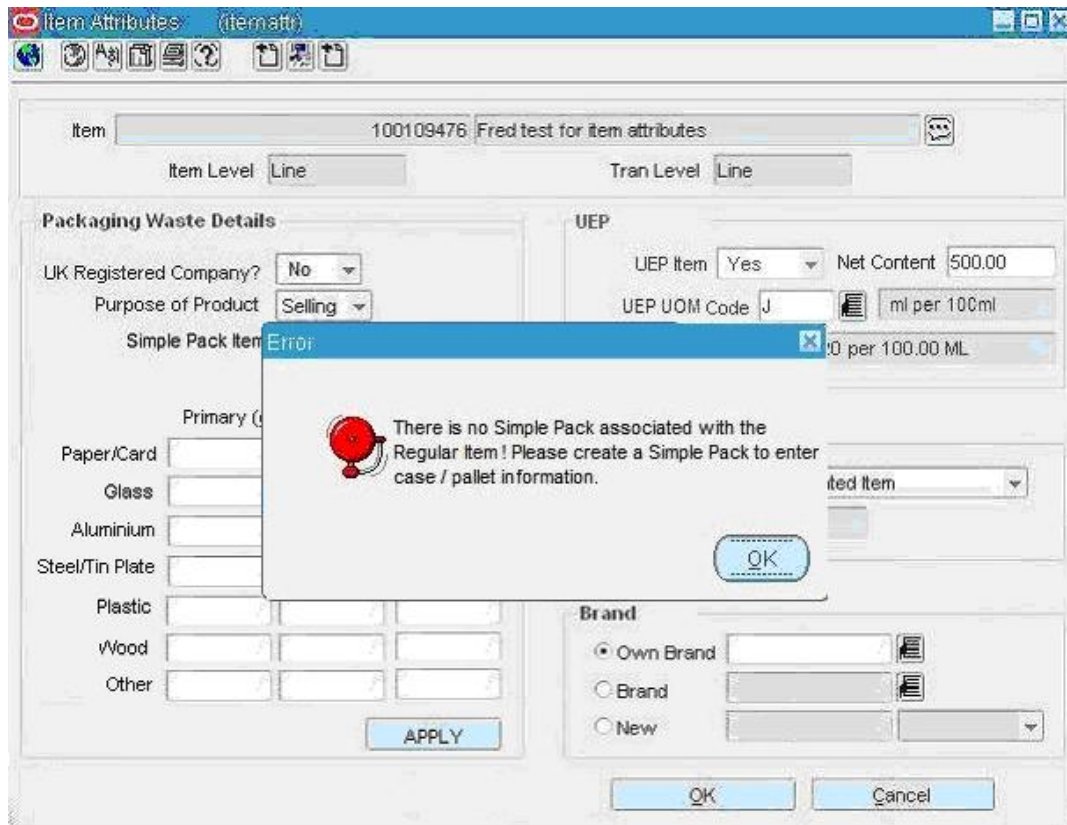 Item Attributes (itemattr)
Item 100109476 Fred test for item attributes
Item Level Line Tran Level Line
Packaging Waste Details
UK Registered Company? No
Purpose of Product Selling
Simple Pack Item
Primary (
Paper/Card
Glass
Aluminium
Steel/Tin Plate
Plastic
Wood
Other
APPLY
UEP
UEP Item Yes Net Content 500.00
UEP UOM Code J ml per 100ml
0 per 100.00 ML
Error
There is no Simple Pack associated with the
Regular Item ! Please create a Simple Pack to enter
case / pallet information.
OK
ted Item
Brand
Own Brand
Brand
New
OK Cancel